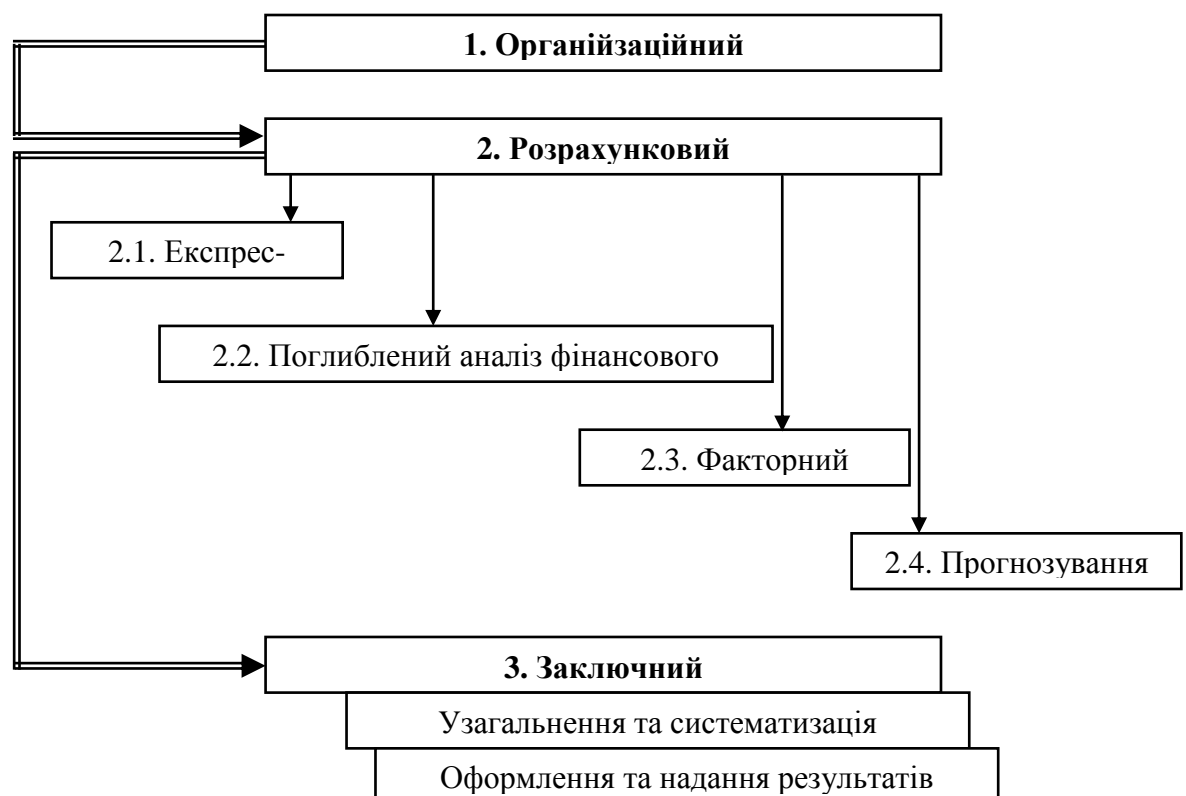 1. Органійзаційний
2. Розрахунковий
2.1. Експрес-
2.2. Поглиблений аналіз фінансового
2.3. Факторний
2.4. Прогнозування
3. Заключний
Узагальнення та систематизація
Оформлення та надання результатів